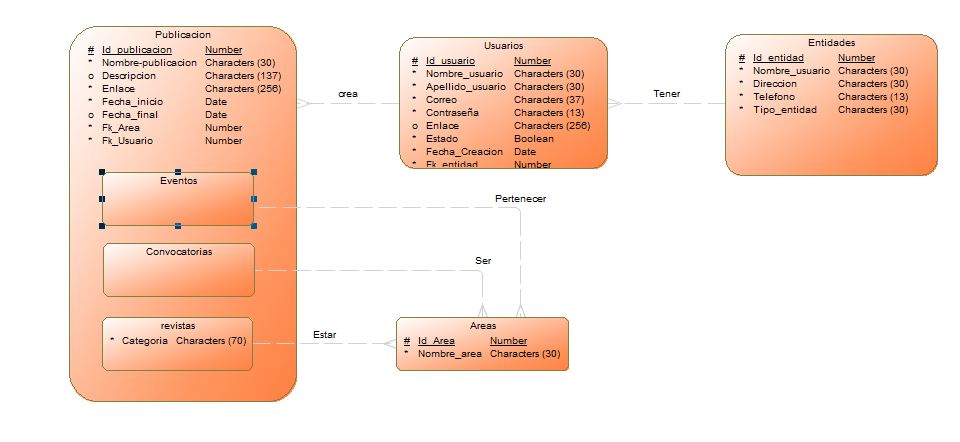 Publicacion
# Id_publicacion Number
* Nombre-publicacion Characters (30)
o Descripcion Characters (137)
* Enlace Characters (256)
* Fecha_inicio Date
o Fecha_final Date
* Fk_Area Number
* Fk_Usuario Number
Eventos
Convocatorias
revistas
* Categoria Characters (70)
crea
Usuarios
# Id_usuario Number
* Nombre_usuario Characters (30)
* Apellido_usuario Characters (30)
* Correo Characters (37)
* Contraseña Characters (13)
o Enlace Characters (256)
* Estado Boolean
* Fecha_Creacion Date
* Fk_entidad Number
Tener
Entidades
# Id_entidad Number
* Nombre_usuario Characters (30)
* Direccion Characters (30)
* Telefono Characters (13)
* Tipo_entidad Characters (30)
Pertenecer
Ser
Estar
Areas
# Id_Area Number
* Nombre_area Characters (30)